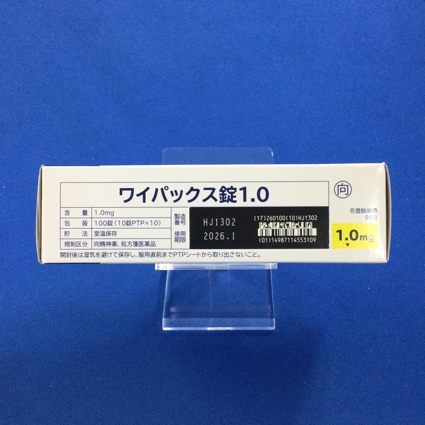 ワイパックス錠1.0
向
含 量 1.0mg
包 装 100錠(10錠PTP×10)
貯 法 室温保存
規制区分 向精神薬、処方箋医薬品
製造番号 HJ1302
使用期限 2026.1
(17)260100(10)HJ1302
(01)14987114553109
1.0mg
開封後は湿気を避けて保存し、服用直前までPTPシートから取り出さないこと。